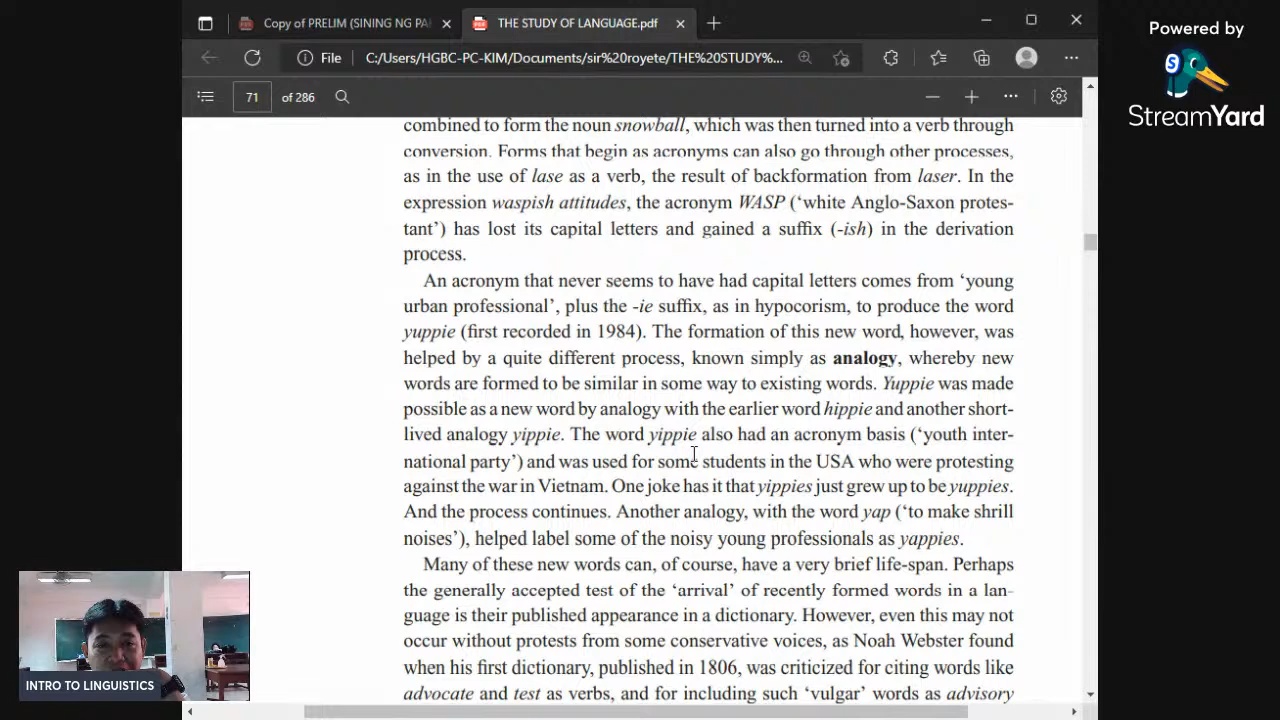 Copy of PRELIM (SINING NG PA
THE STUDY OF LANGUAGE.pdf
File
C:/Users/HGBC-PC-KIM/Documents/sir%20royete/THE%20STUDY%...
71
of 286
Powered by
StreamYard
combined to form the noun snowball, which was then turned into a verb through
conversion. Forms that begin as acronyms can also go through other processes,
as in the use of lase as a verb, the result of backformation from laser. In the
expression waspish attitudes, the acronym WASP (‘white Anglo-Saxon protes-
tant’) has lost its capital letters and gained a suffix (-ish) in the derivation
process.
An acronym that never seems to have had capital letters comes from ‘young
urban professional’, plus the -ie suffix, as in hypocorism, to produce the word
yuppie (first recorded in 1984). The formation of this new word, however, was
helped by a quite different process, known simply as analogy, whereby new
words are formed to be similar in some way to existing words. Yuppie was made
possible as a new word by analogy with the earlier word hippie and another short-
lived analogy yippie. The word yippie also had an acronym basis (‘youth inter-
national party’) and was used for some students in the USA who were protesting
against the war in Vietnam. One joke has it that yippies just grew up to be yuppies.
And the process continues. Another analogy, with the word yap (‘to make shrill
noises’), helped label some of the noisy young professionals as yappies.
Many of these new words can, of course, have a very brief life-span. Perhaps
the generally accepted test of the ‘arrival’ of recently formed words in a lan-
guage is their published appearance in a dictionary. However, even this may not
occur without protests from some conservative voices, as Noah Webster found
when his first dictionary, published in 1806, was criticized for citing words like
advocate and test as verbs, and for including such ‘vulgar’ words as advisory
INTRO TO LINGUISTICS